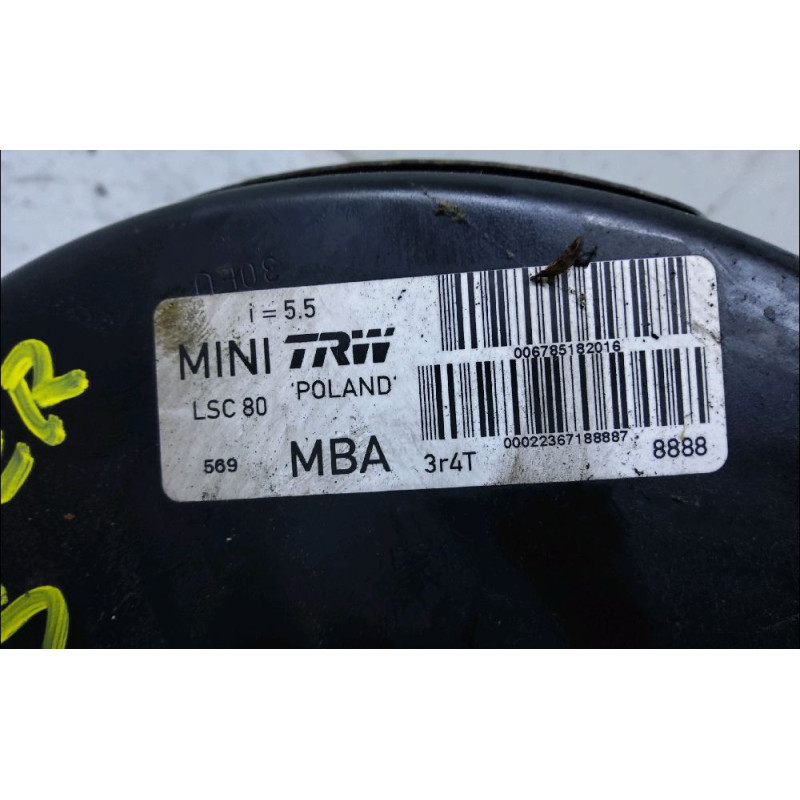 i = 5.5
MINI TRW
'POLAND'
LSC 80
006785182016
00022367188887
569 MBA 3r4T 8888